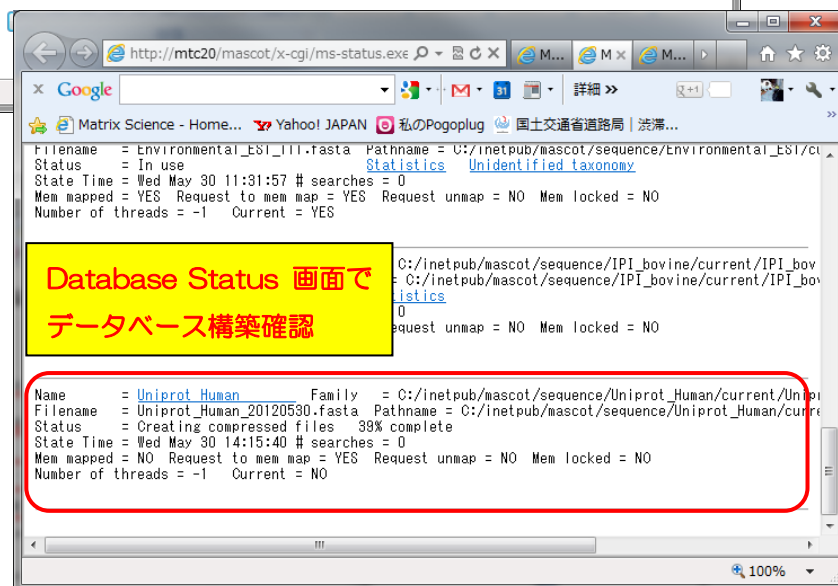 http://mtc20/mascot/x-cgi/ms-status.exe
M...
M
M...
Google
詳細 >>
+1
Matrix Science - Home...
Yahoo! JAPAN
私のPogoplug
国土交通省道路局 | 渋滞...
Filename = Environmental_EST_111.fasta Pathname = C:/inetpub/mascot/sequence/Environmental_EST/cu
Status = In use Statistics Unidentified taxonomy
State Time = Wed May 30 11:31:57 # searches = 0
Mem mapped = YES Request to mem map = YES Request unmap = NO Mem locked = NO
Number of threads = -1 Current = YES
C:/inetpub/mascot/sequence/IPI_bovine/current/IPI_bov
= C:/inetpub/mascot/sequence/IPI_bovine/current/IPI_bov
istics
0
equest unmap = NO Mem locked = NO
Database Status 画面で
データベース構築確認
Name = Uniprot_Human Family = C:/inetpub/mascot/sequence/Uniprot_Human/current/Unipr
Filename = Uniprot_Human_20120530.fasta Pathname = C:/inetpub/mascot/sequence/Uniprot_Human/curre
Status = Creating compressed files 39% complete
State Time = Wed May 30 14:15:40 # searches = 0
Mem mapped = NO Request to mem map = YES Request unmap = NO Mem locked = NO
Number of threads = -1 Current = NO
100%